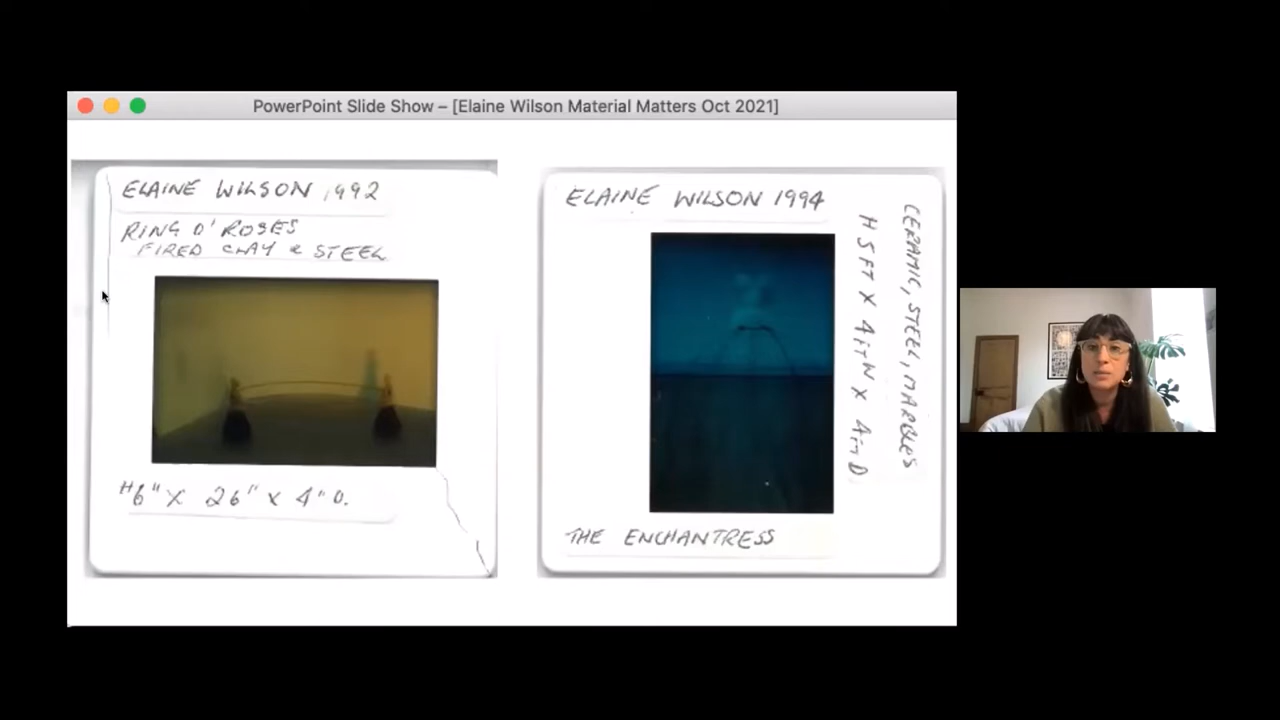 PowerPoint Slide Show – [Elaine Wilson Material Matters Oct 2021]
ELAINE WILSON 1992
RING O' ROSES
FIRED CLAY & STEEL
H6" X 26" X 4" D.
ELAINE WILSON 1994
H 5FT X 4inW X 4in D
CERAMIC, STEEL, MARBLES
THE ENCHANTRESS